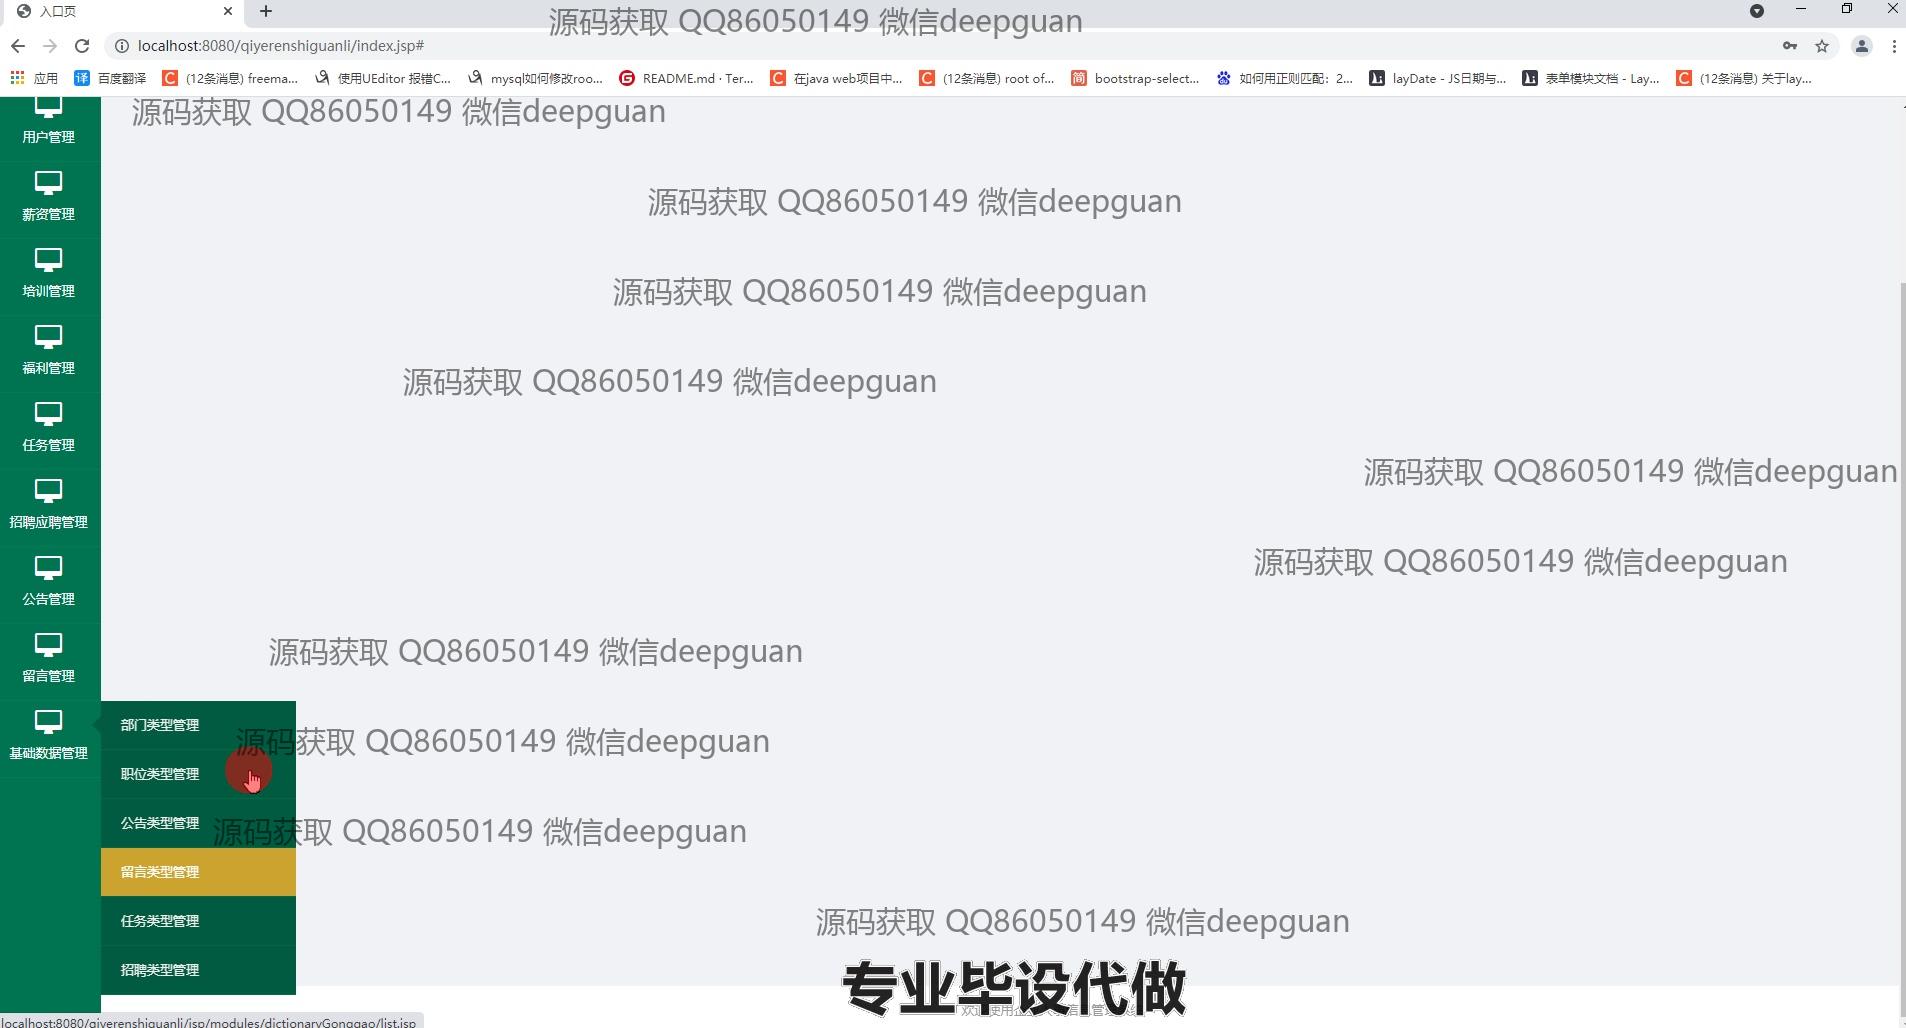 入口页
源码获取 QQ86050149 微信deepguan
localhost:8080/qiyerenshiguanli/index.jsp#
应用
百度翻译
(12条消息) freema...
使用UEditor 报错C...
mysql如何修改roo...
README.md · Ter...
在java web项目中...
(12条消息) root of...
bootstrap-select...
如何用正则匹配：2...
layDate - JS日期与...
表单模块文档 - Lay...
(12条消息) 关于lay...
源码获取 QQ86050149 微信deepguan
用户管理
源码获取 QQ86050149 微信deepguan
薪资管理
源码获取 QQ86050149 微信deepguan
培训管理
福利管理
源码获取 QQ86050149 微信deepguan
任务管理
源码获取 QQ86050149 微信deepguan
招聘应聘管理
源码获取 QQ86050149 微信deepguan
公告管理
源码获取 QQ86050149 微信deepguan
留言管理
部门类型管理
源码获取 QQ86050149 微信deepguan
基础数据管理
职位类型管理
公告类型管理
源码获取 QQ86050149 微信deepguan
留言类型管理
任务类型管理
源码获取 QQ86050149 微信deepguan
招聘类型管理
专业毕设代做
localhost:8080/qiyerenshiguanli/jsp/modules/dictionaryGonggao/list.jsp